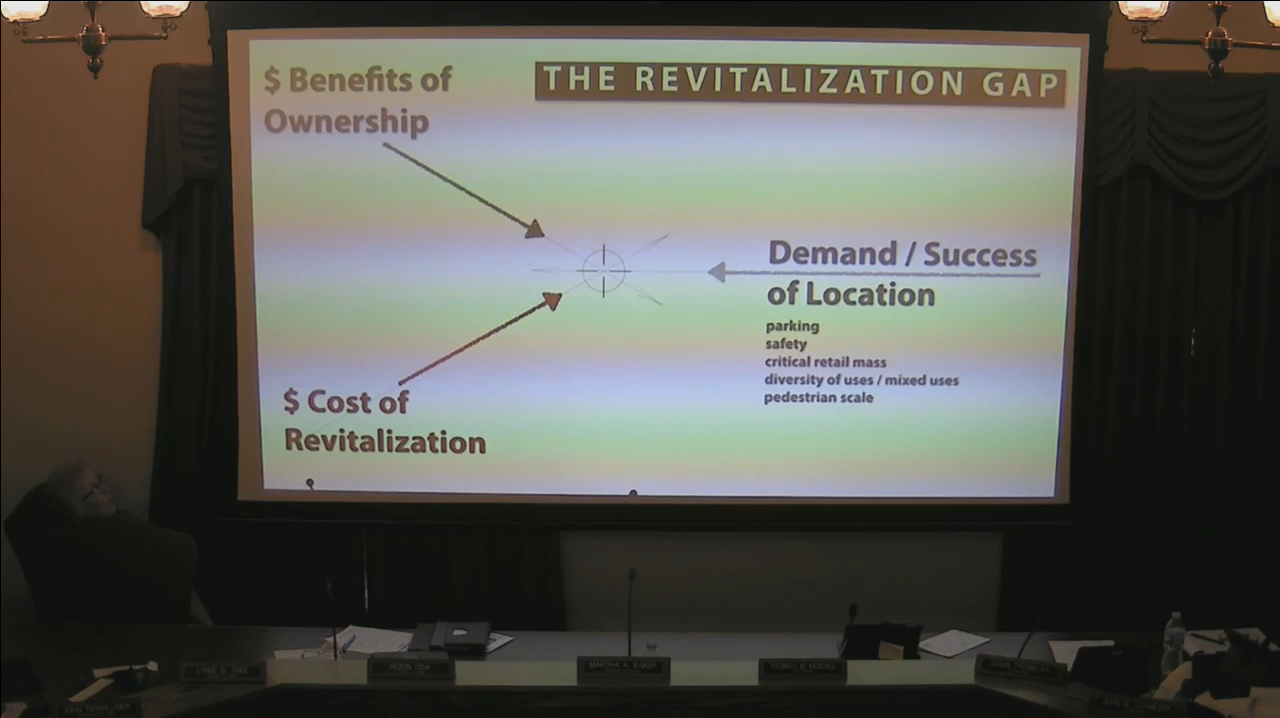 $ Benefits of
Ownership
THE REVITALIZATION GAP
Demand / Success
of Location
parking
safety
critical retail mass
diversity of uses / mixed uses
pedestrian scale
$ Cost of
Revitalization